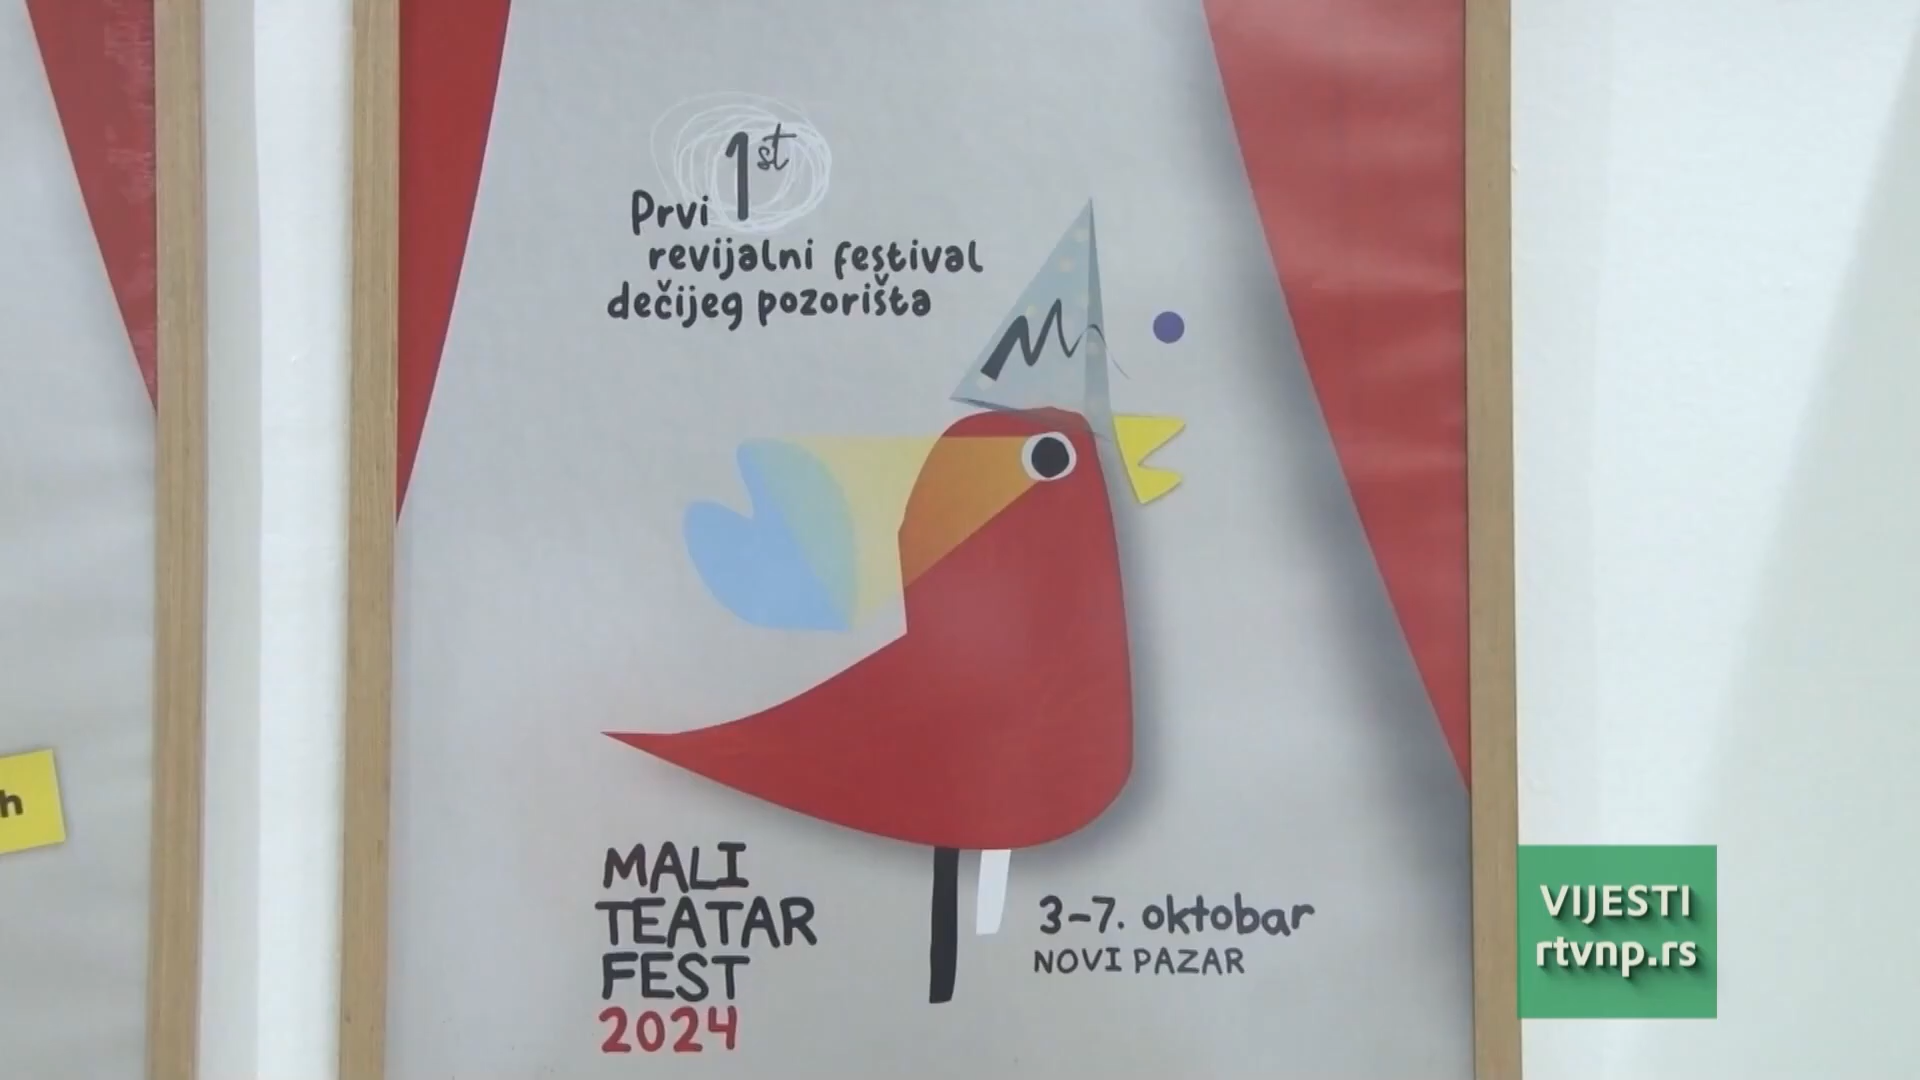 1st
Prvi
revijalni festival
dečijeg pozorišta
M
h
MALI
TEATAR
FEST
2024
3-7. oktobar
NOVI PAZAR
VIJESTI
rtvnp.rs